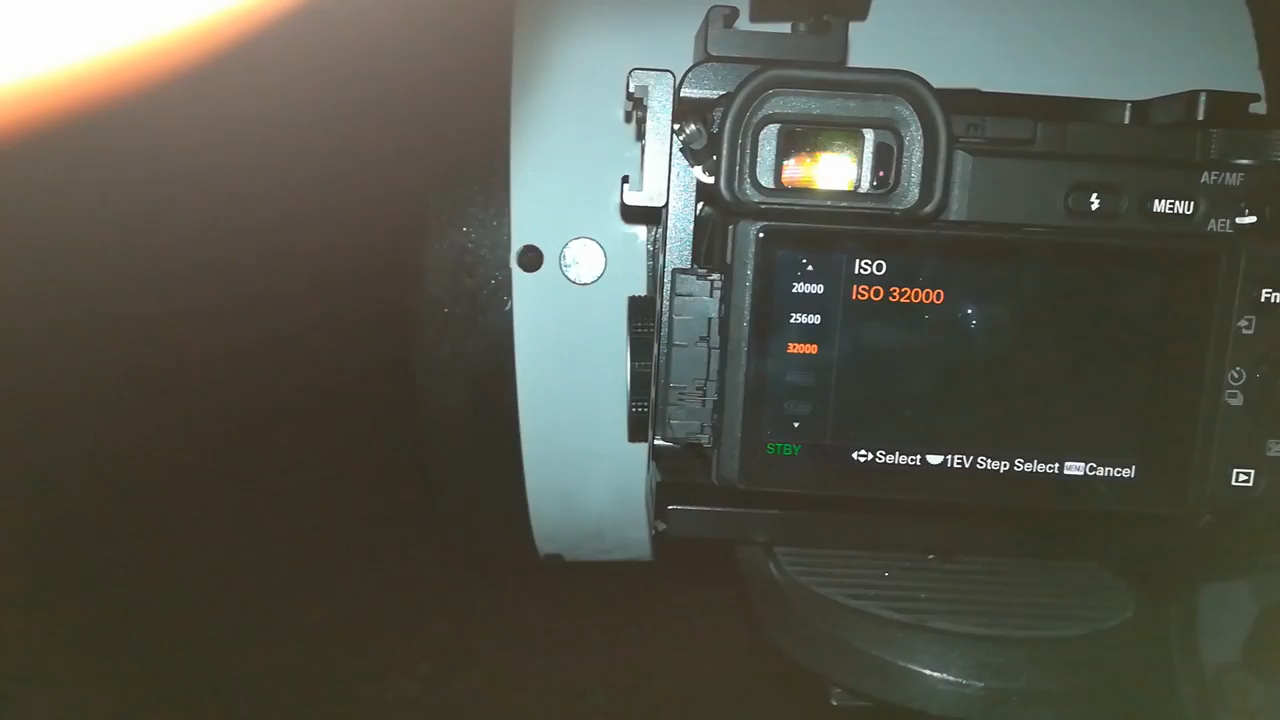 AF/MF
MENU
AEL
ISO
ISO 32000
20000
25600
32000
Fn
STBY
Select 1EV Step Select MENU Cancel